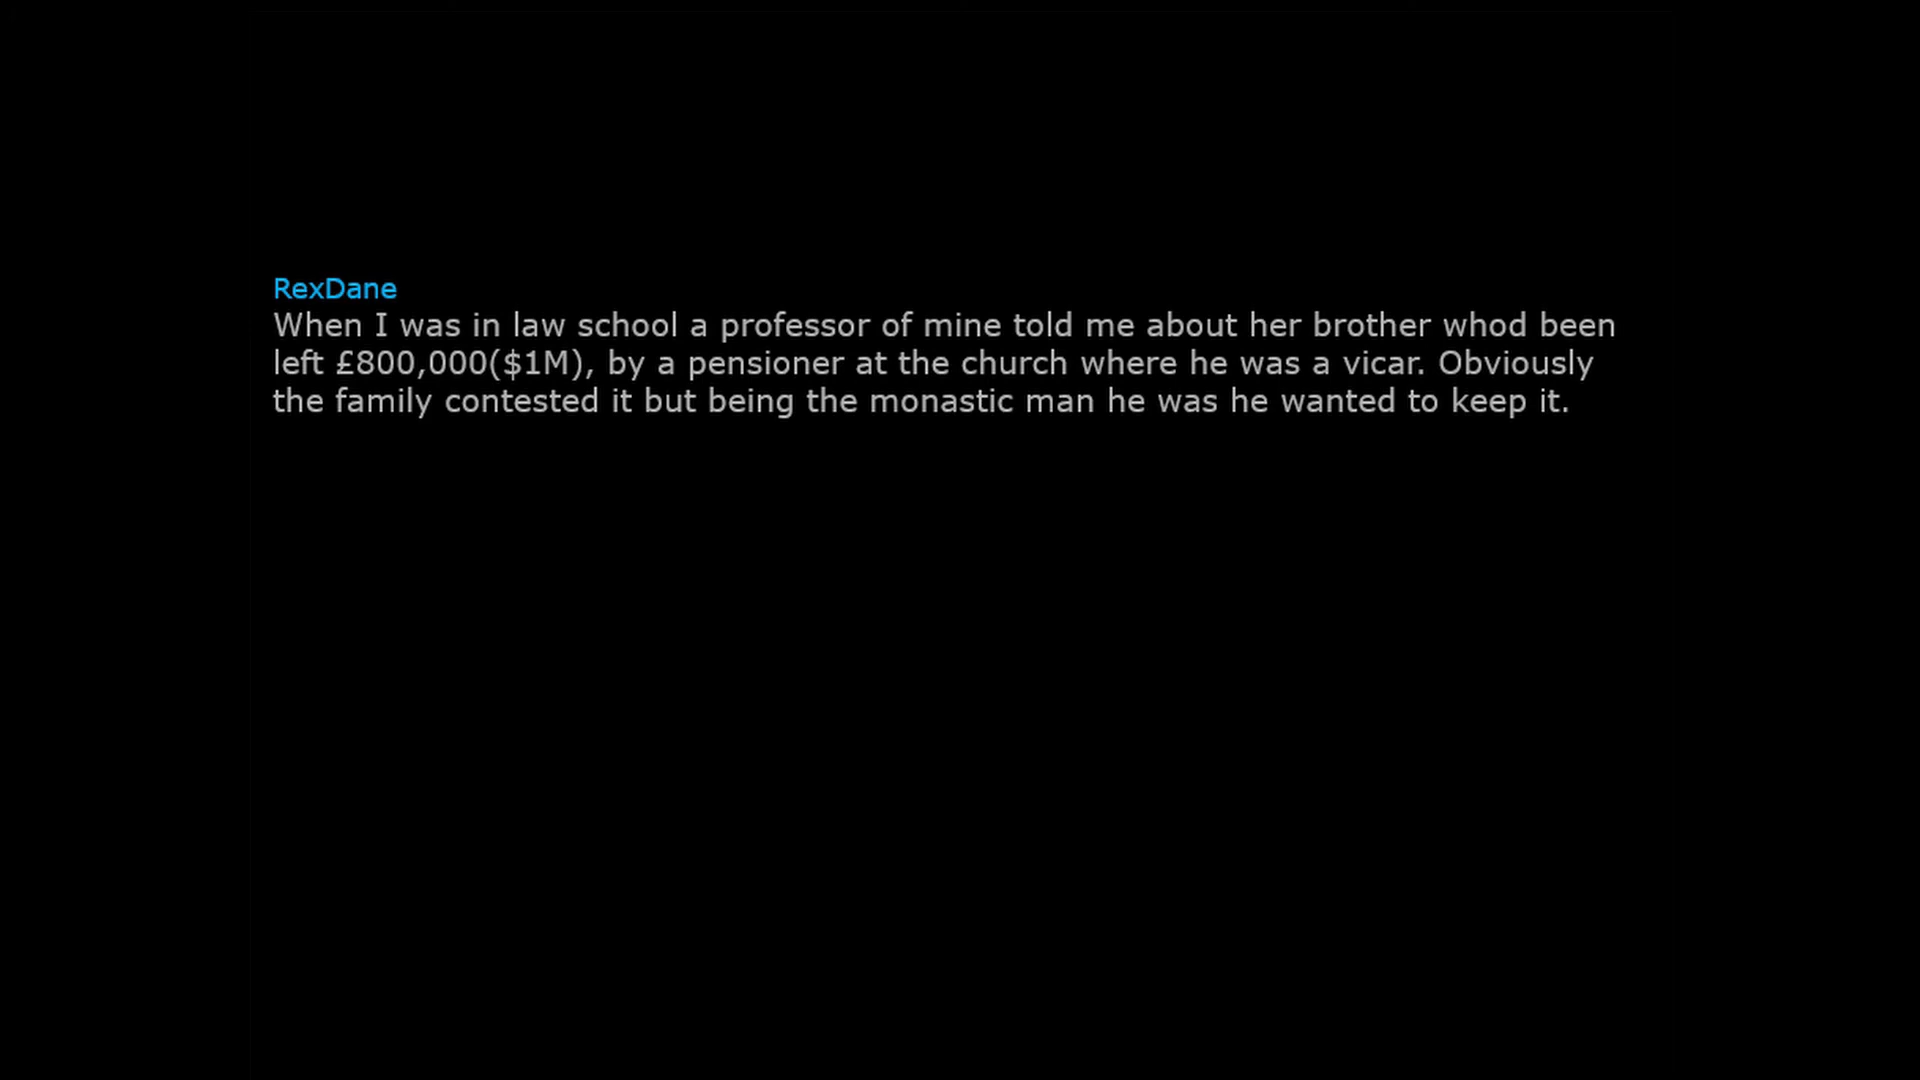 RexDane
When I was in law school a professor of mine told me about her brother whod been
left £800,000($1M), by a pensioner at the church where he was a vicar. Obviously
the family contested it but being the monastic man he was he wanted to keep it.